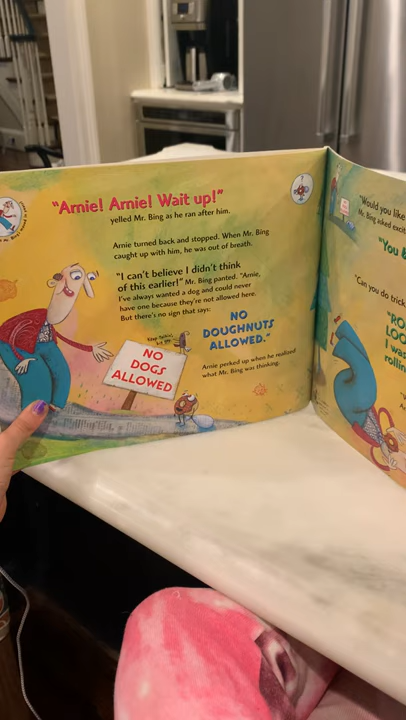 "Arnie! Arnie! Wait up!"
yelled Mr. Bing as he ran after him.
Arnie turned back and stopped. When Mr. Bing
caught up with him, he was out of breath.
"I can't believe I didn't think
of this earlier!" Mr. Bing panted. "Arnie,
I've always wanted a dog and could never
have one because they're not allowed here.
But there's no sign that says:
NO
DOUGHNUTS
ALLOWED."
NO
DOGS
ALLOWED
Arnie perked up when he realized
what Mr. Bing was thinking.
"Would you like
Mr. Bing asked excit
"You
"Can you do trick
"RO
LOO
I was
rollin